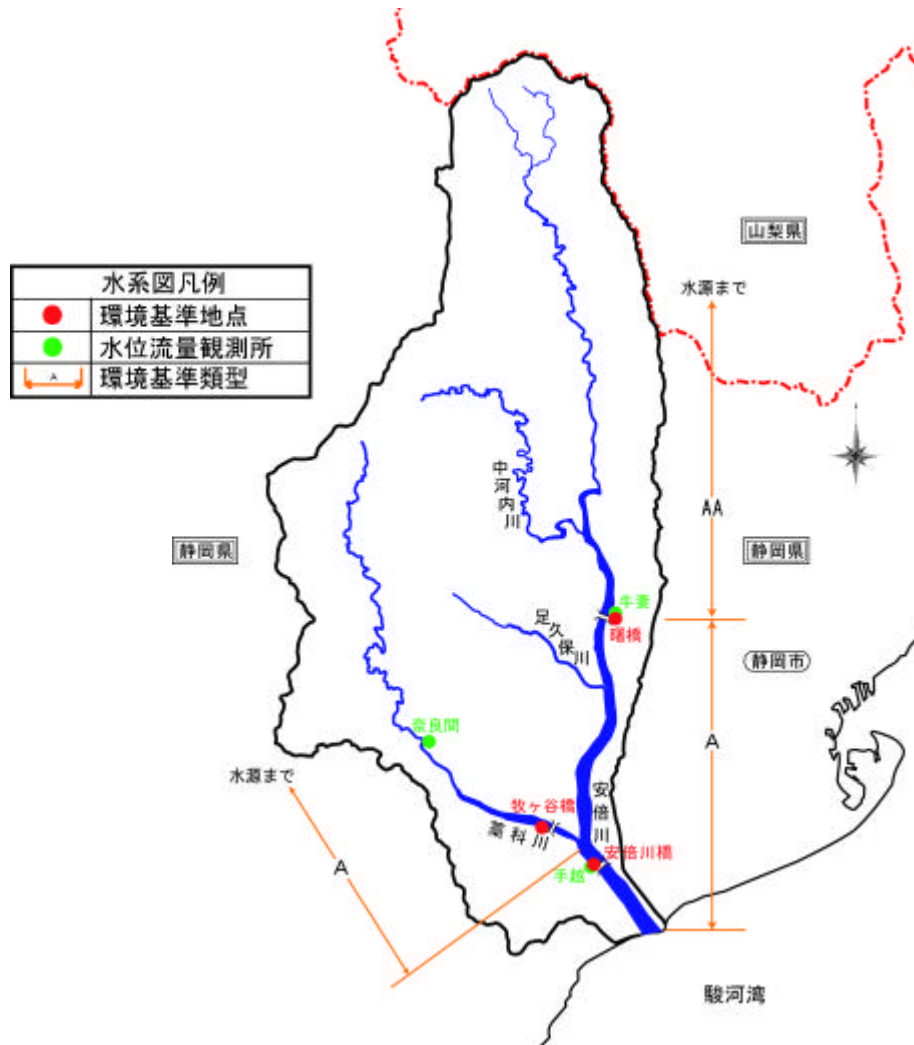 山梨県
水源まで
水系図凡例
環境基準地点
水位流量観測所
A
環境基準類型
中河内川
AA
静岡県
静岡県
牛妻
曙橋
足久保川
静岡市
奈良間
A
水源まで
安倍川
牧ヶ谷橋
藁科川
安倍川橋
手越
A
駿河湾